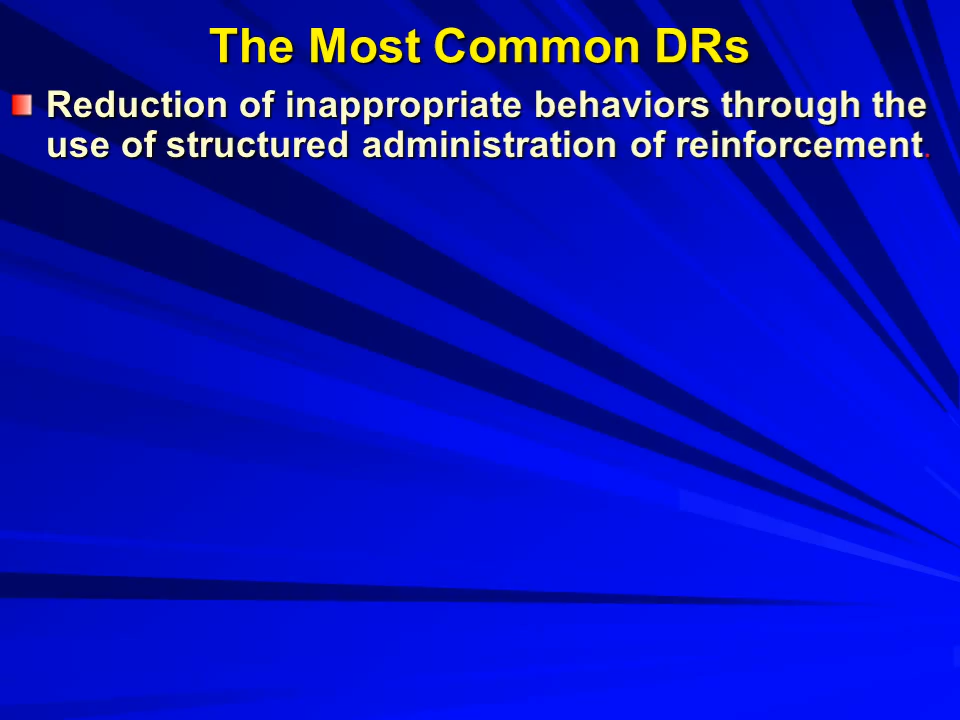 The Most Common DRs
Reduction of inappropriate behaviors through the
use of structured administration of reinforcement.